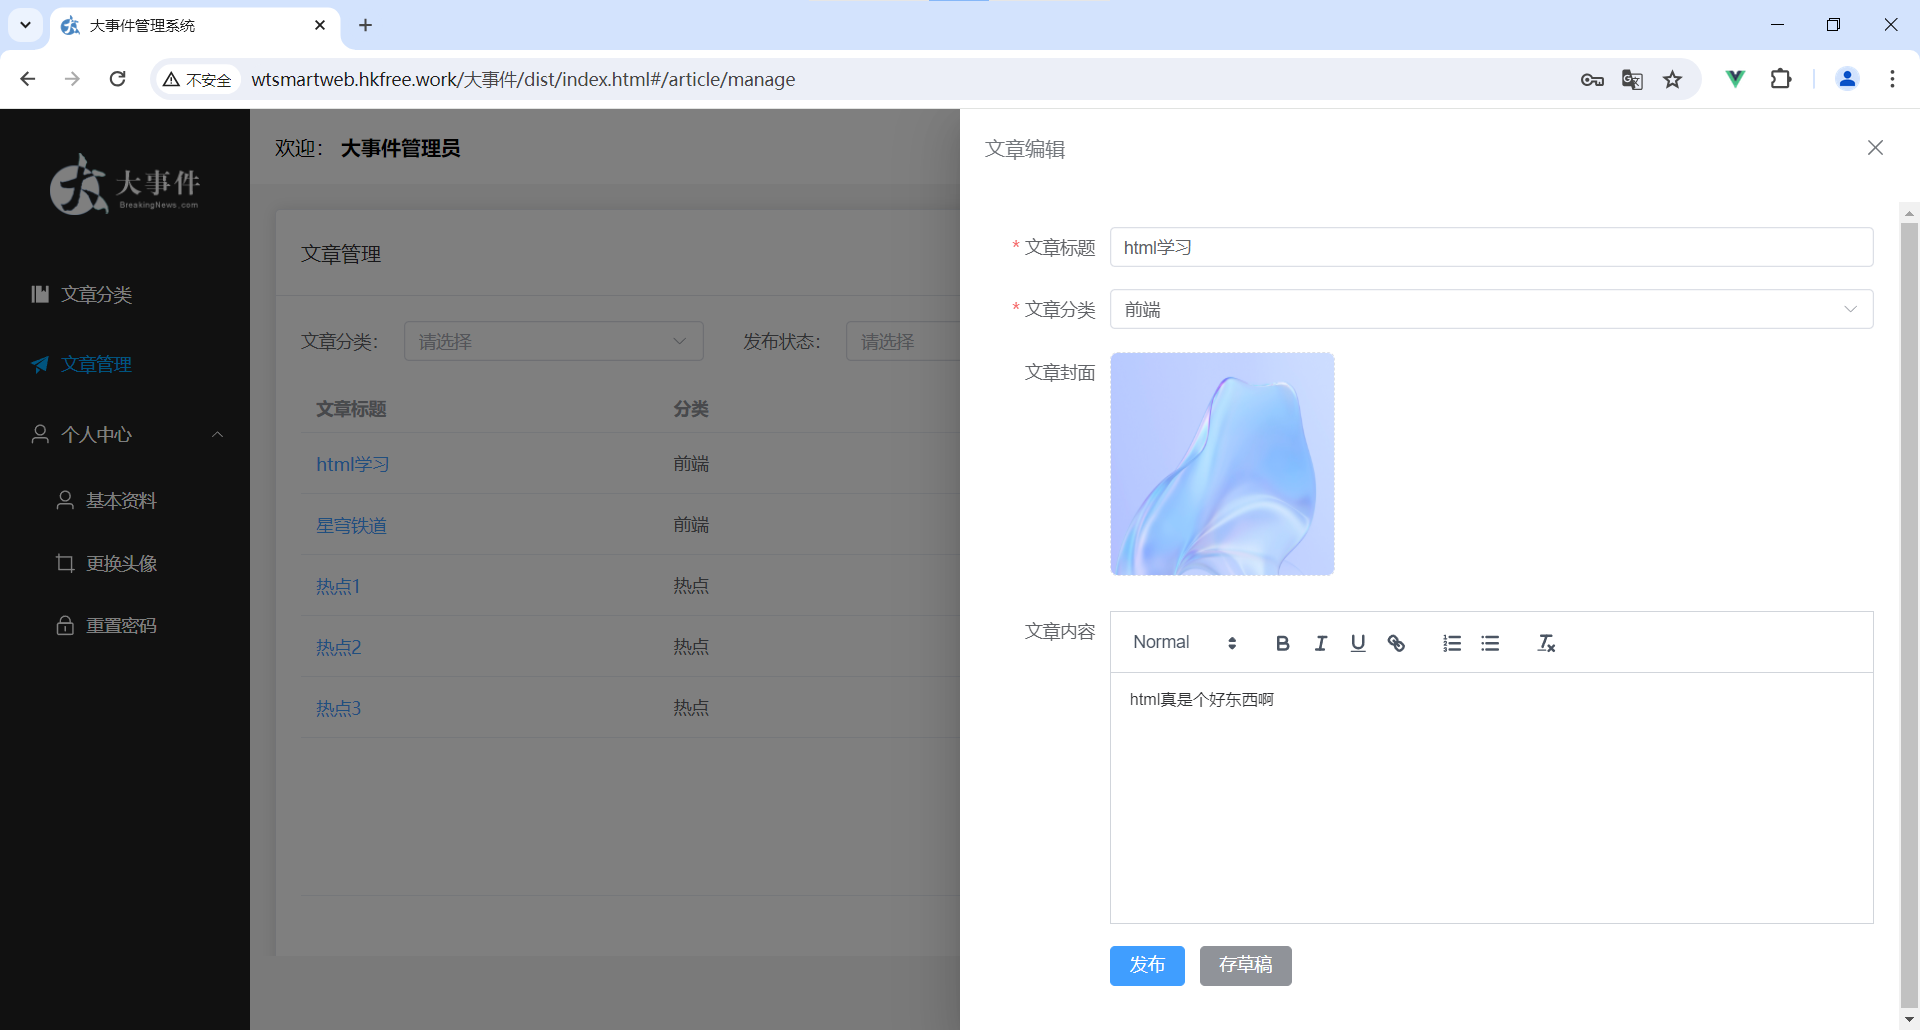 大事件管理系统
不安全
wtsmartweb.hkfree.work/大事件/dist/index.html#/article/manage
大事件
BreakingNews.com
文章分类
文章管理
个人中心
基本资料
更换头像
重置密码
欢迎： 大事件管理员
文章管理
文章分类： 请选择 发布状态： 请选择
文章标题 分类
html学习 前端
星穹铁道 前端
热点1 热点
热点2 热点
热点3 热点
文章编辑
* 文章标题 html学习
* 文章分类 前端
文章封面
文章内容
Normal
html真是个好东西啊
发布 存草稿